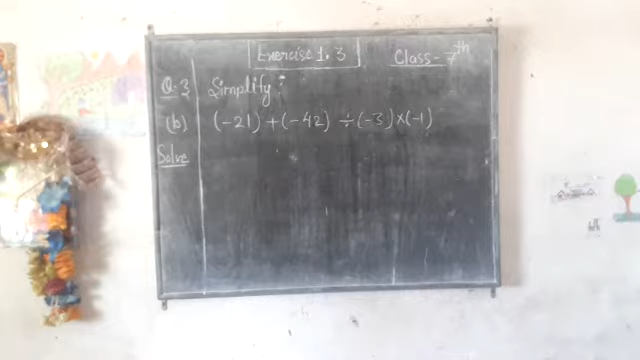 Exercise 1.3
Class-7th
Q.3 Simplify:
(b) (-21)+(-42) ÷(-3)×(-1)
Solve